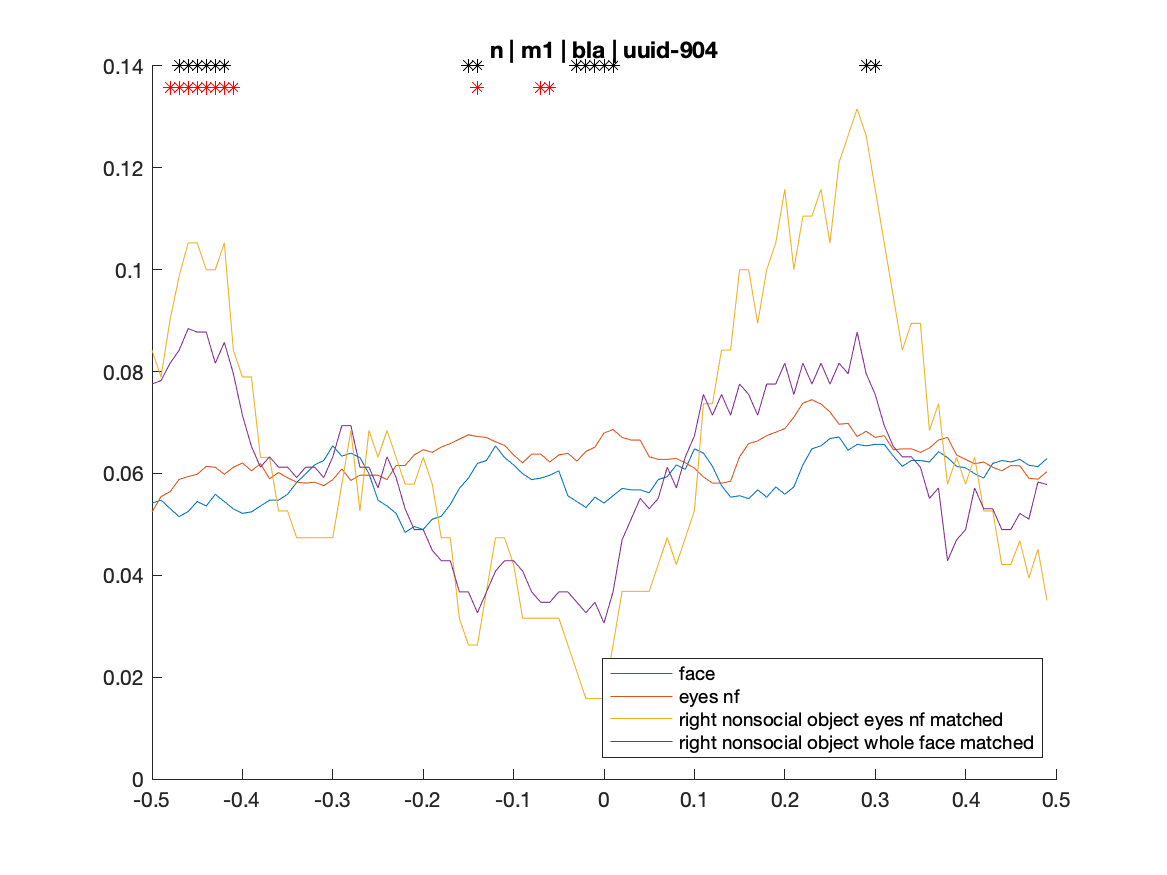 n | m1 | bla | uuid-904
0.14
0.12
0.1
0.08
0.06
0.04
0.02
0
face
eyes nf
right nonsocial object eyes nf matched
right nonsocial object whole face matched
-0.5 -0.4 -0.3 -0.2 -0.1 0 0.1 0.2 0.3 0.4 0.5